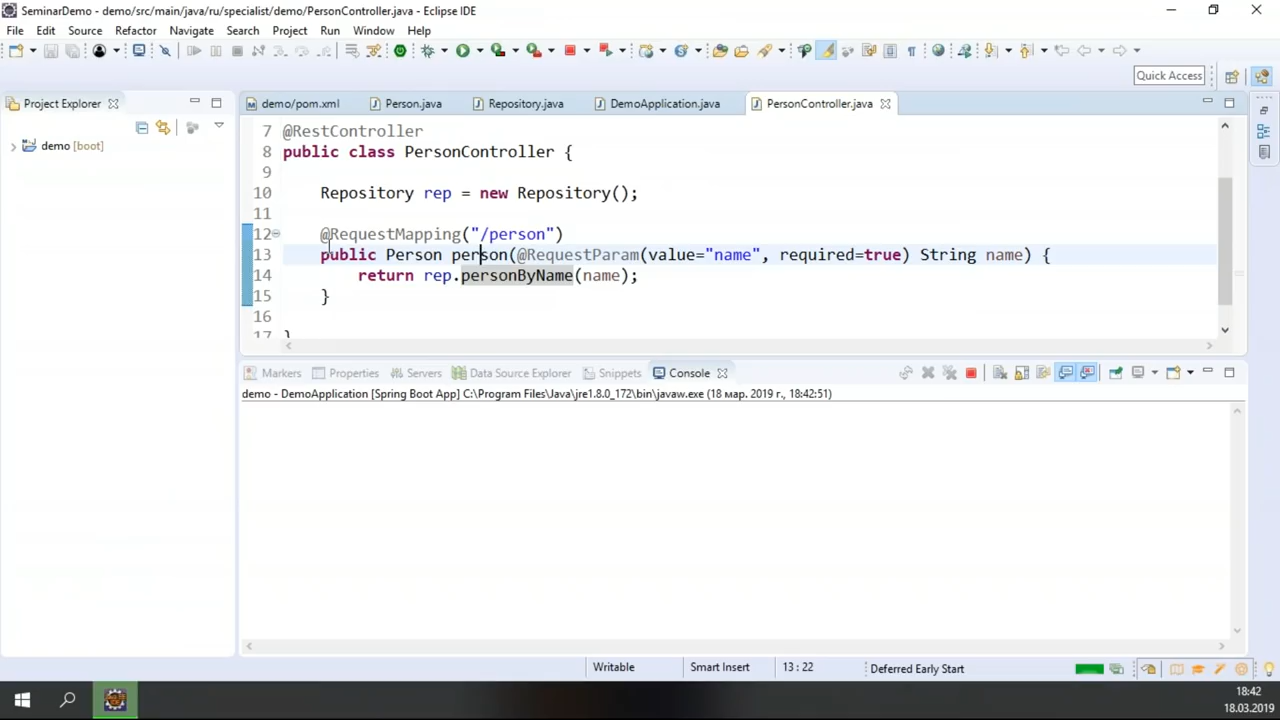 SeminarDemo - demo/src/main/java/ru/specialist/demo/PersonController.java - Eclipse IDE
File Edit Source Refactor Navigate Search Project Run Window Help
Quick Access
Project Explorer
demo/pom.xml Person.java Repository.java DemoApplication.java PersonController.java
demo [boot]
7 @RestController
8 public class PersonController {
9
10 Repository rep = new Repository();
11
12 @RequestMapping("/person")
13 public Person person(@RequestParam(value="name", required=true) String name) {
14 return rep.personByName(name);
15 }
16
17 }
Markers Properties Servers Data Source Explorer Snippets Console
demo - DemoApplication [Spring Boot App] C:\Program Files\Java\jre1.8.0_172\bin\javaw.exe (18 мар. 2019 г., 18:42:51)
Writable Smart Insert 13 : 22 Deferred Early Start
18:42
18.03.2019